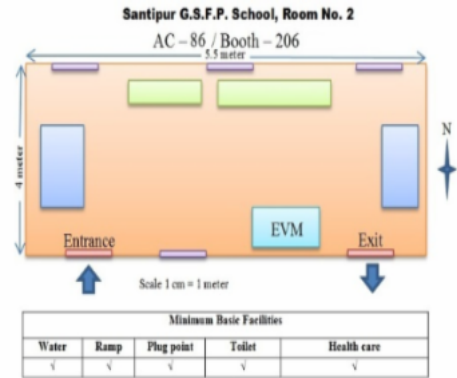 Santipur G.S.F.P. School, Room No. 2
AC – 86 / Booth – 206
5.5 meter
4 meter
N
EVM
Entrance
Exit
Scale 1 cm = 1 meter
Minimum Basic Facilities
Water Ramp Plug point Toilet Health care
√ √ √ √ √